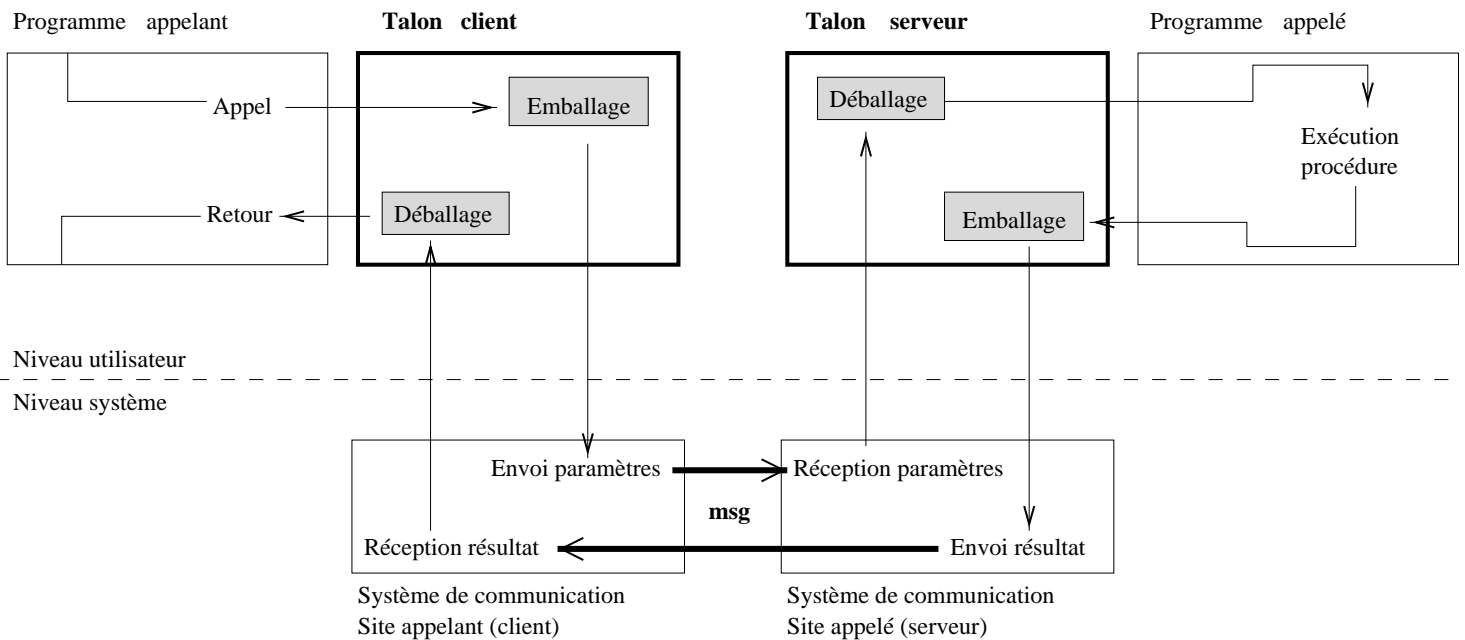 Programme appelant
Talon client
Talon serveur
Programme appelé
Appel
Emballage
Déballage
Exécution
procédure
Retour
Déballage
Emballage
Niveau utilisateur
Niveau système
Envoi paramètres
Réception paramètres
msg
Réception résultat
Envoi résultat
Système de communication
Site appelant (client)
Système de communication
Site appelé (serveur)